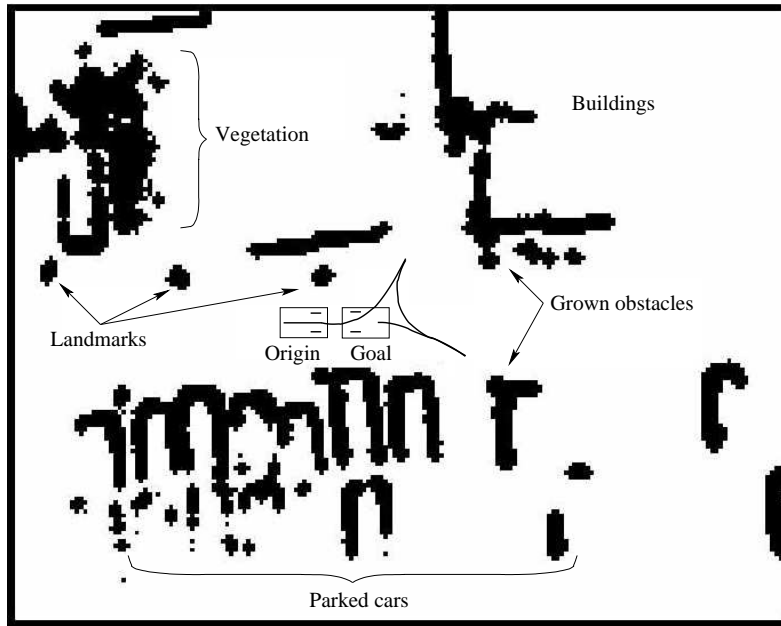 Buildings
Vegetation
Grown obstacles
Landmarks
Origin
Goal
Parked cars